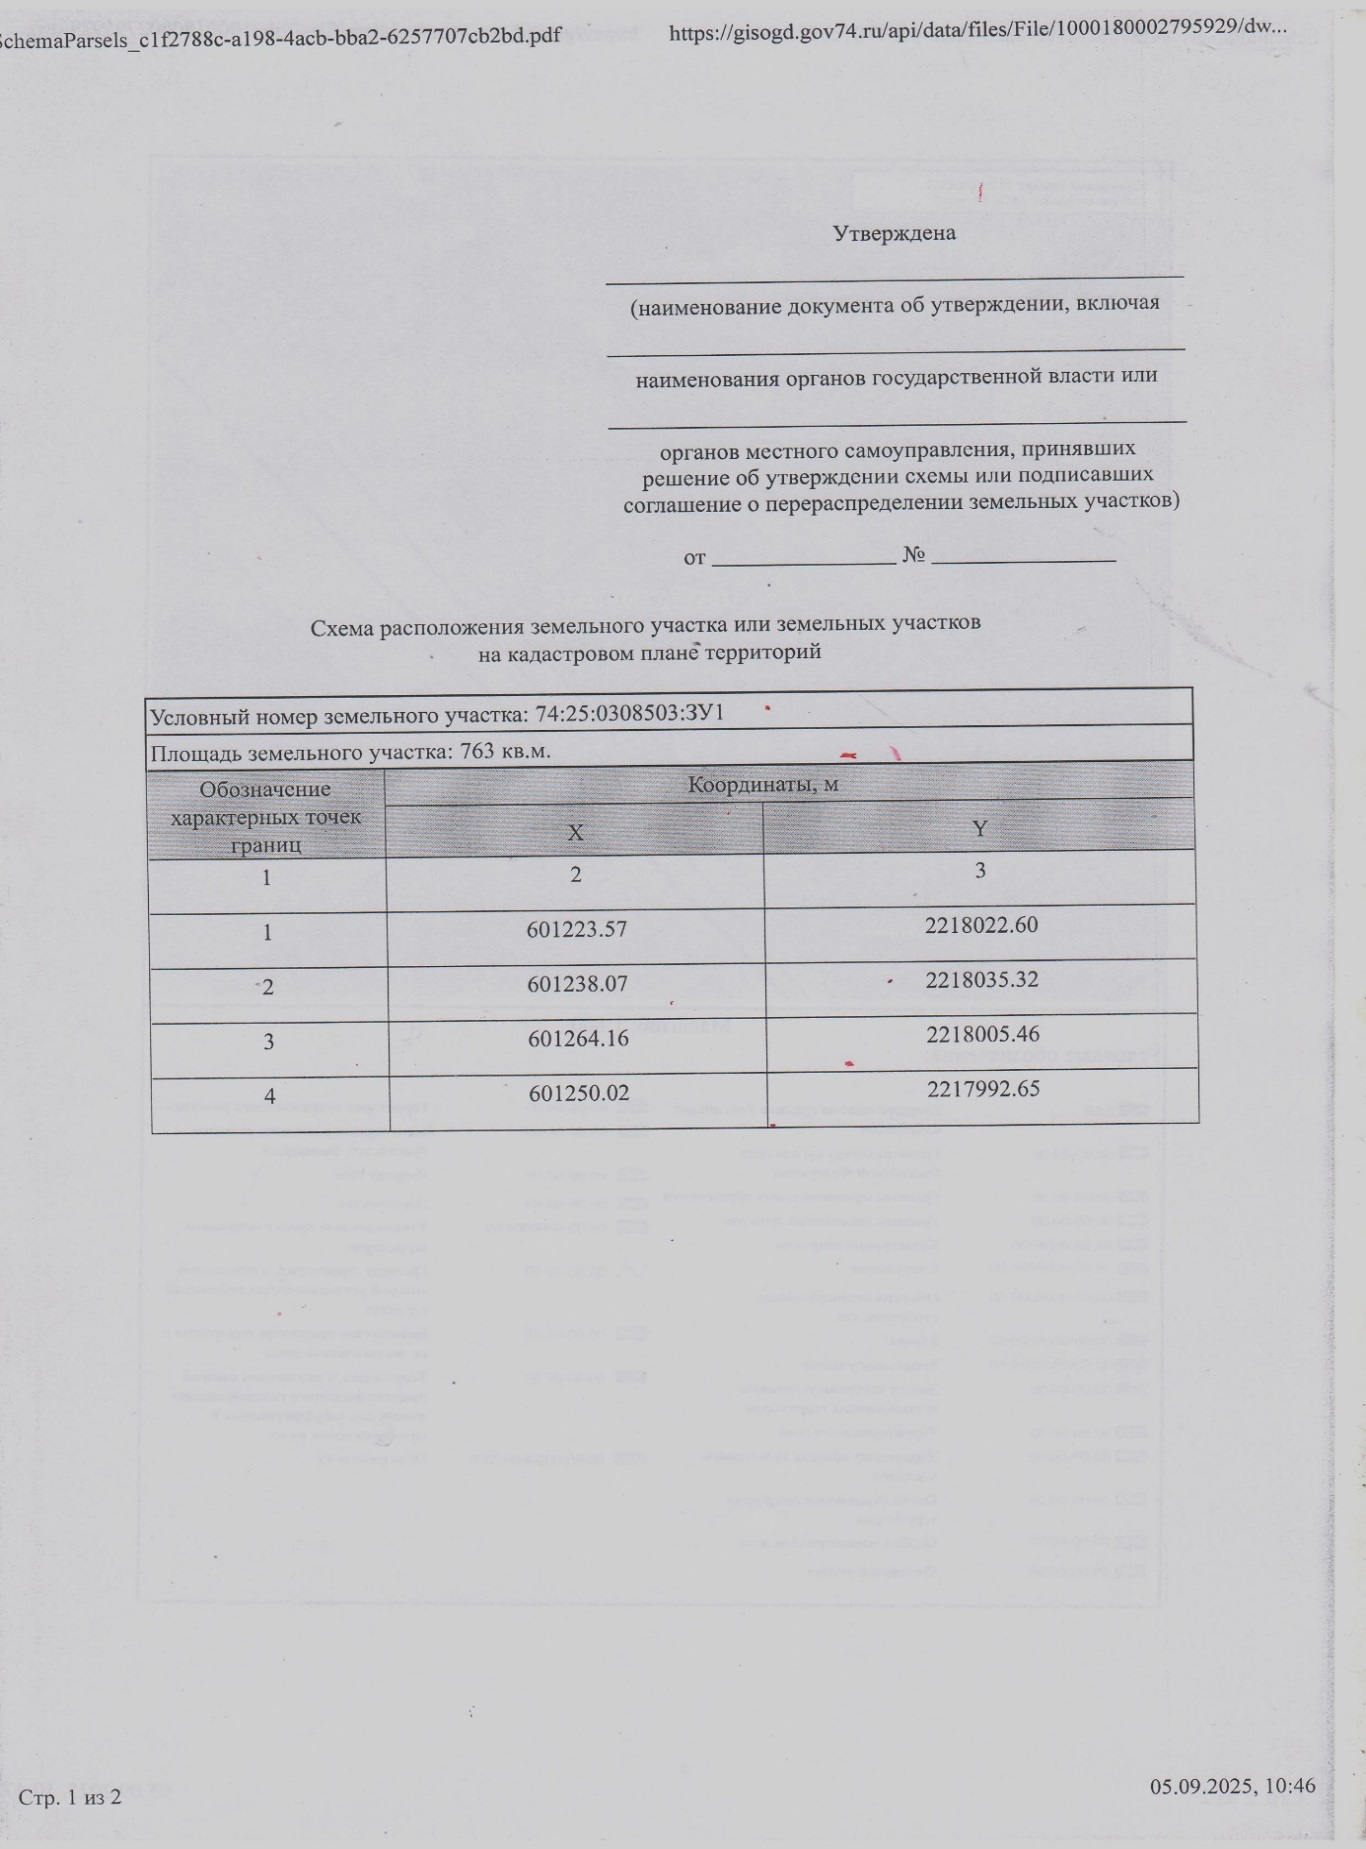 SchemaParsels_c1f2788c-a198-4acb-bba2-6257707cb2bd.pdf
https://gisogd.gov74.ru/api/data/files/File/1000180002795929/dw...
Утверждена
(наименование документа об утверждении, включая
наименования органов государственной власти или
органов местного самоуправления, принявших
решение об утверждении схемы или подписавших
соглашение о перераспределении земельных участков)
от № 
Схема расположения земельного участка или земельных участков
на кадастровом плане территорий
Условный номер земельного участка: 74:25:0308503:ЗУ1
Площадь земельного участка: 763 кв.м.
Обозначение
характерных точек
границ
Координаты, м
X
Y
1 2 3
1 601223.57 2218022.60
2 601238.07 2218035.32
3 601264.16 2218005.46
4 601250.02 2217992.65
Стр. 1 из 2
05.09.2025, 10:46